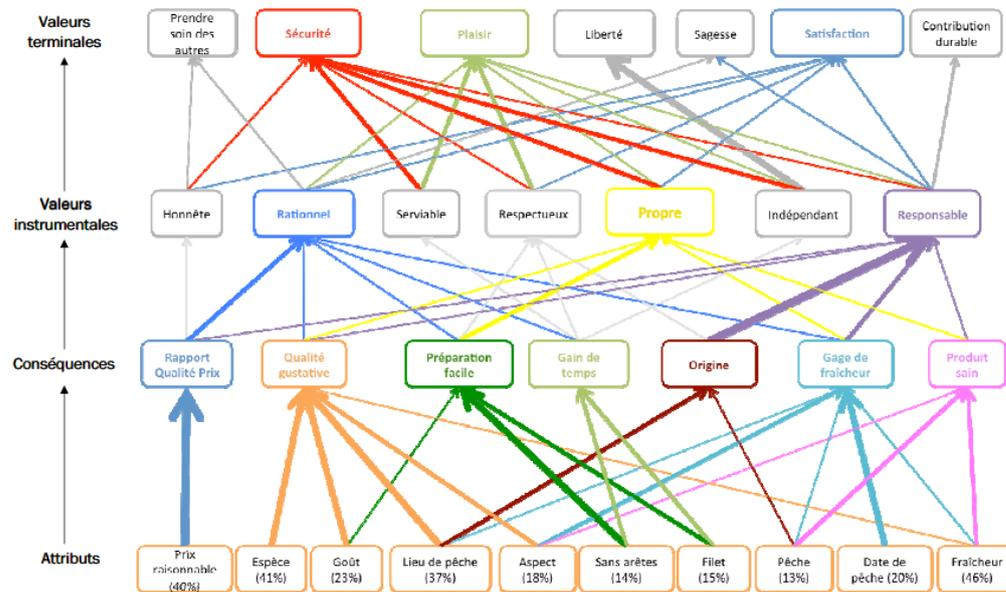 Valeurs
terminales
Prendre
soin des
autres
Sécurité
Plaisir
Liberté
Sagesse
Satisfaction
Contribution
durable
Valeurs
instrumentales
Honnête
Rationnel
Serviable
Respectueux
Propre
Indépendant
Responsable
Conséquences
Rapport
Qualité Prix
Qualité
gustative
Préparation
facile
Gain de
temps
Origine
Gage de
fraîcheur
Produit
sain
Attributs
Prix
raisonnable
(40%)
Espèce
(41%)
Goût
(23%)
Lieu de pêche
(37%)
Aspect
(18%)
Sans arêtes
(14%)
Filet
(15%)
Pêche
(13%)
Date de
pêche (20%)
Fraîcheur
(46%)